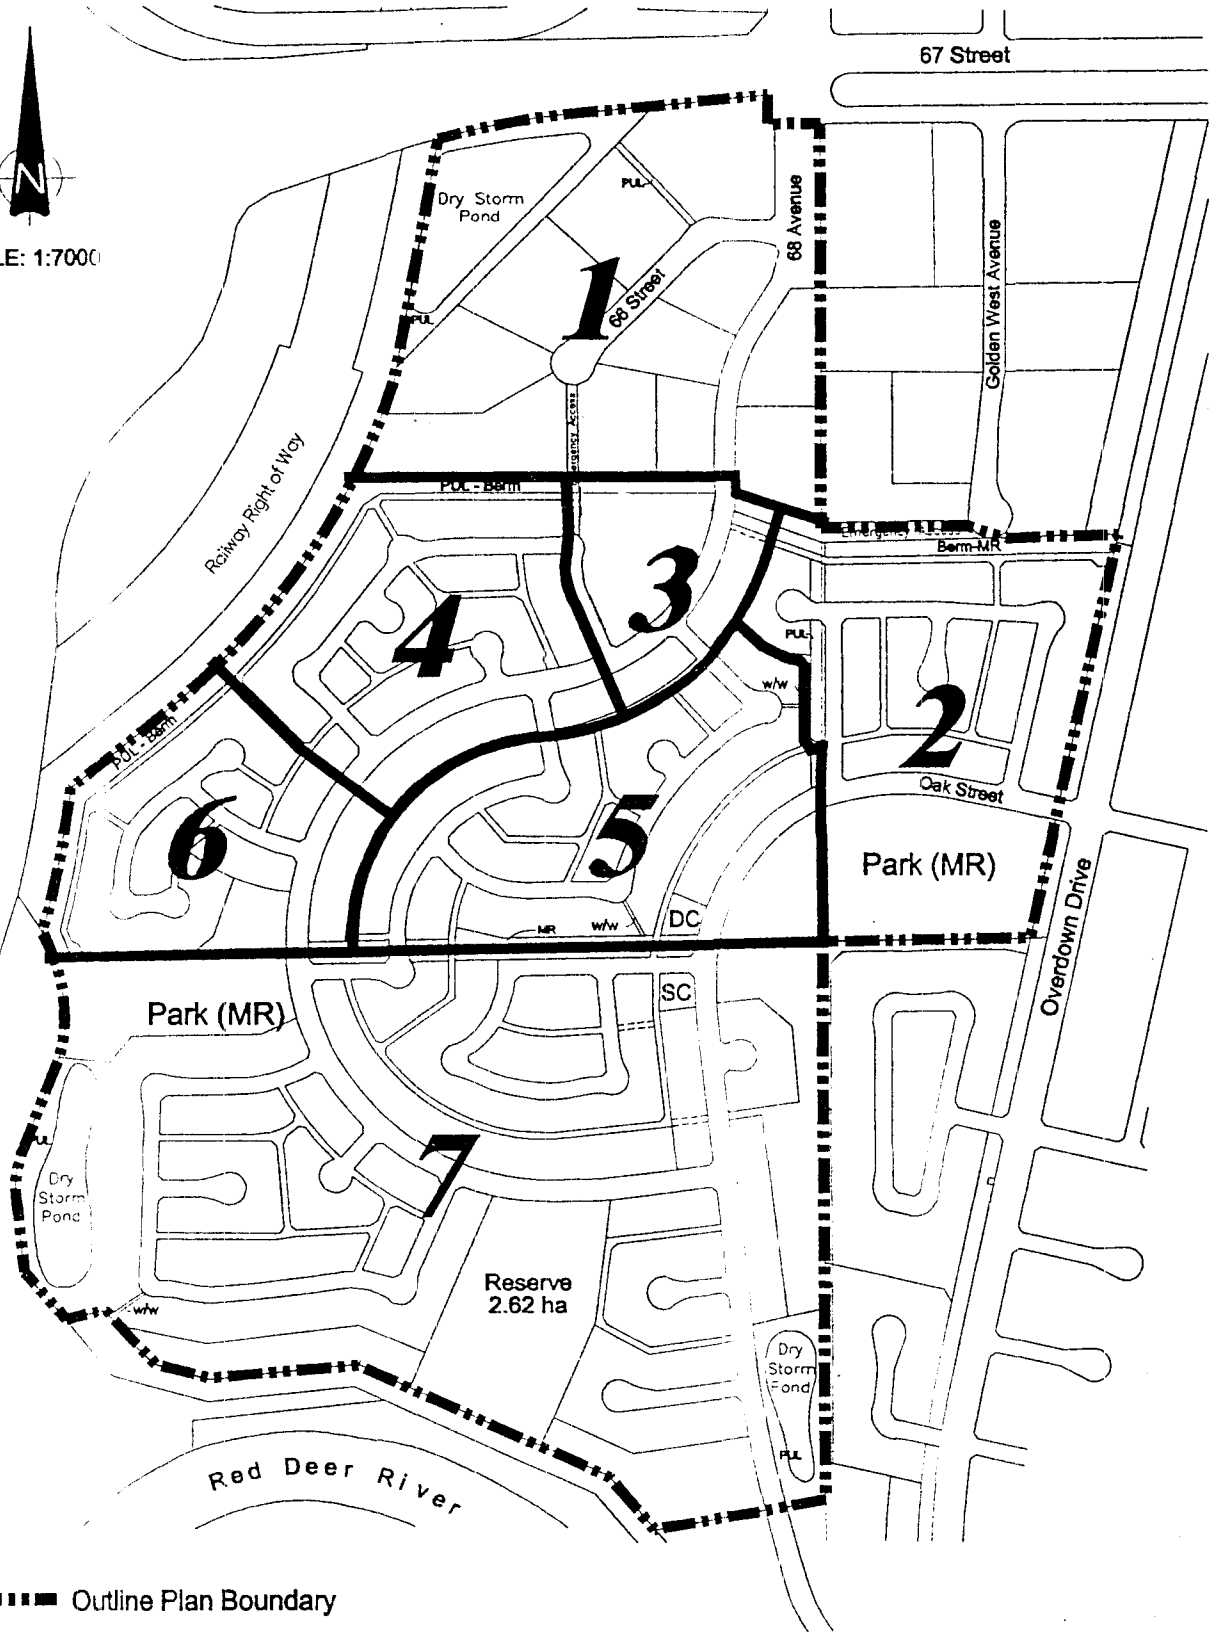 67 Street
N
LE: 1:7000
Dry Storm
Pond
PUL
68 Avenue
Golden West Avenue
1
66 Street
PUL
Emergency Access
Railway Right of Way
PUL - Berm
Emergency Access
Berm-MR
3
4
PUL
w/w
2
PUL - Berm
Oak Street
6
5
Park (MR)
Overdown Drive
DC
MR
w/w
SC
Park (MR)
PUL
7
Dry
Storm
Pond
Reserve
2.62 ha
w/w
Dry
Storm
Pond
PUL
Red Deer River
Outline Plan Boundary